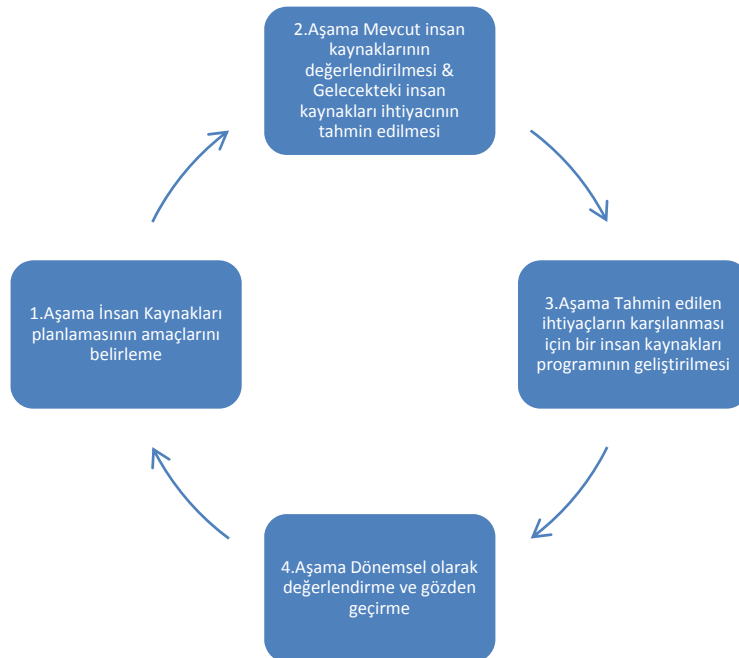 2.Aşama Mevcut insan
kaynaklarının
değerlendirilmesi &
Gelecekteki insan
kaynakları ihtiyacının
tahmin edilmesi
1.Aşama İnsan Kaynakları
planlamasının amaçlarını
belirleme
3.Aşama Tahmin edilen
ihtiyaçların karşılanması
için bir insan kaynakları
programının geliştirilmesi
4.Aşama Dönemsel olarak
değerlendirme ve gözden
geçirme